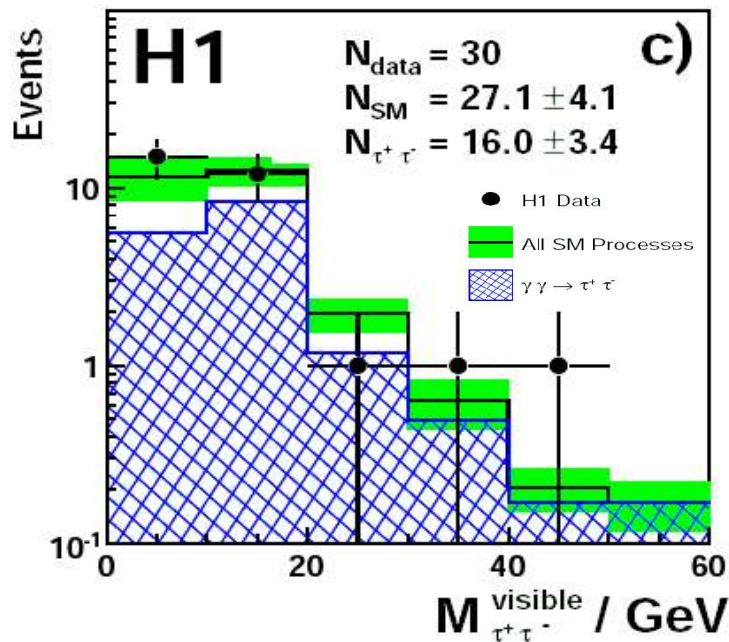 H1
c)
N_data = 30
N_SM = 27.1 ±4.1
N_τ⁺ τ⁻ = 16.0 ±3.4
H1 Data
All SM Processes
γ γ → τ⁺ τ⁻
Events
10
1
10⁻¹
0 20 40 60
M_τ⁺ τ⁻^visible / GeV